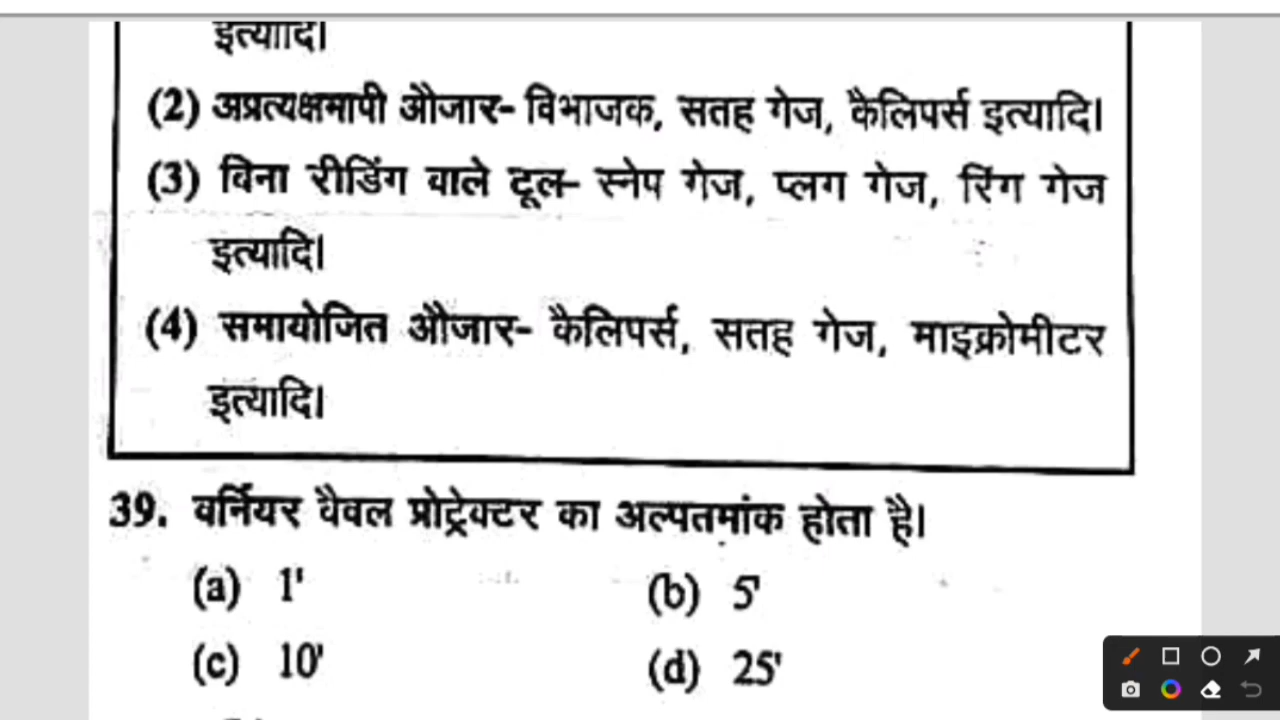 इत्यादि।
(2) अप्रत्यक्षमापी औजार- विभाजक, सतह गेज, कैलिपर्स इत्यादि।
(3) विना रीडिंग वाले टूल- स्नेप गेज, प्लग गेज, रिंग गेज
इत्यादि।
(4) समायोजित औजार- कैलिपर्स, सतह गेज, माइक्रोमीटर
इत्यादि।
39. वर्नियर वैवल प्रोट्रेक्टर का अल्पतमांक होता है।
(a) 1' (b) 5'
(c) 10' (d) 25'